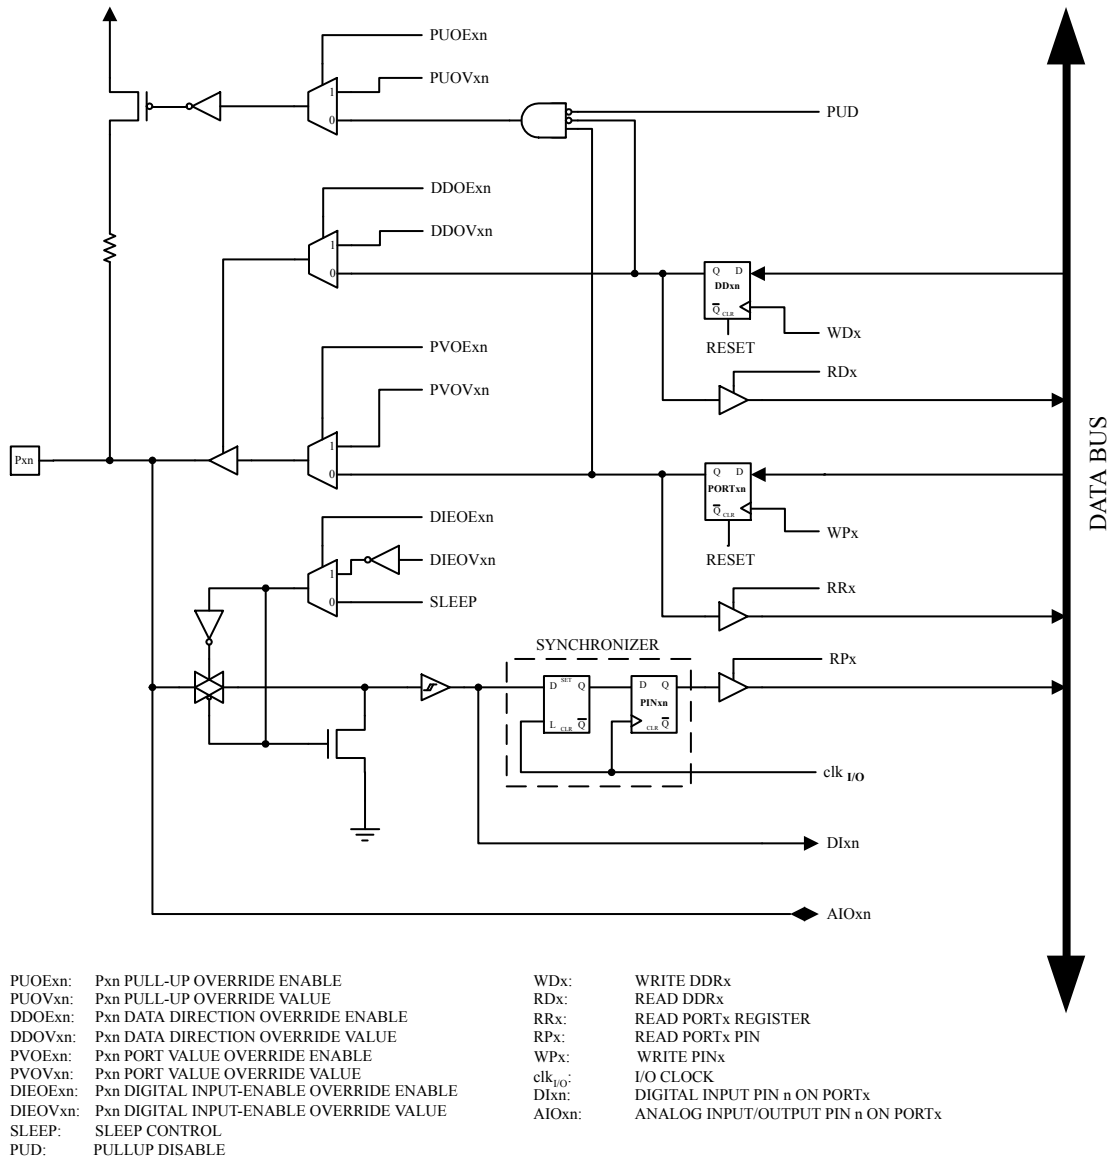 PUOExn
PUOVxn
1
0
PUD
DDOExn
DDOVxn
1
0
Q D
DDxn
Q CLR
WDx
RESET
RDx
PVOExn
PVOVxn
1
0
Pxn
Q D
PORTxn
Q CLR
WPx
RESET
DIEOExn
DIEOVxn
1
0
SLEEP
RRx
SYNCHRONIZER
RPx
D SET Q
L CLR Q
D Q
PINxn
CLR Q
clk I/O
DIxn
AIOxn
DATA BUS
PUOExn: Pxn PULL-UP OVERRIDE ENABLE
PUOVxn: Pxn PULL-UP OVERRIDE VALUE
DDOExn: Pxn DATA DIRECTION OVERRIDE ENABLE
DDOVxn: Pxn DATA DIRECTION OVERRIDE VALUE
PVOExn: Pxn PORT VALUE OVERRIDE ENABLE
PVOVxn: Pxn PORT VALUE OVERRIDE VALUE
DIEOExn: Pxn DIGITAL INPUT-ENABLE OVERRIDE ENABLE
DIEOVxn: Pxn DIGITAL INPUT-ENABLE OVERRIDE VALUE
SLEEP: SLEEP CONTROL
PUD: PULLUP DISABLE
WDx: WRITE DDRx
RDx: READ DDRx
RRx: READ PORTx REGISTER
RPx: READ PORTx PIN
WPx: WRITE PINx
clkI/O: I/O CLOCK
DIxn: DIGITAL INPUT PIN n ON PORTx
AIOxn: ANALOG INPUT/OUTPUT PIN n ON PORTx